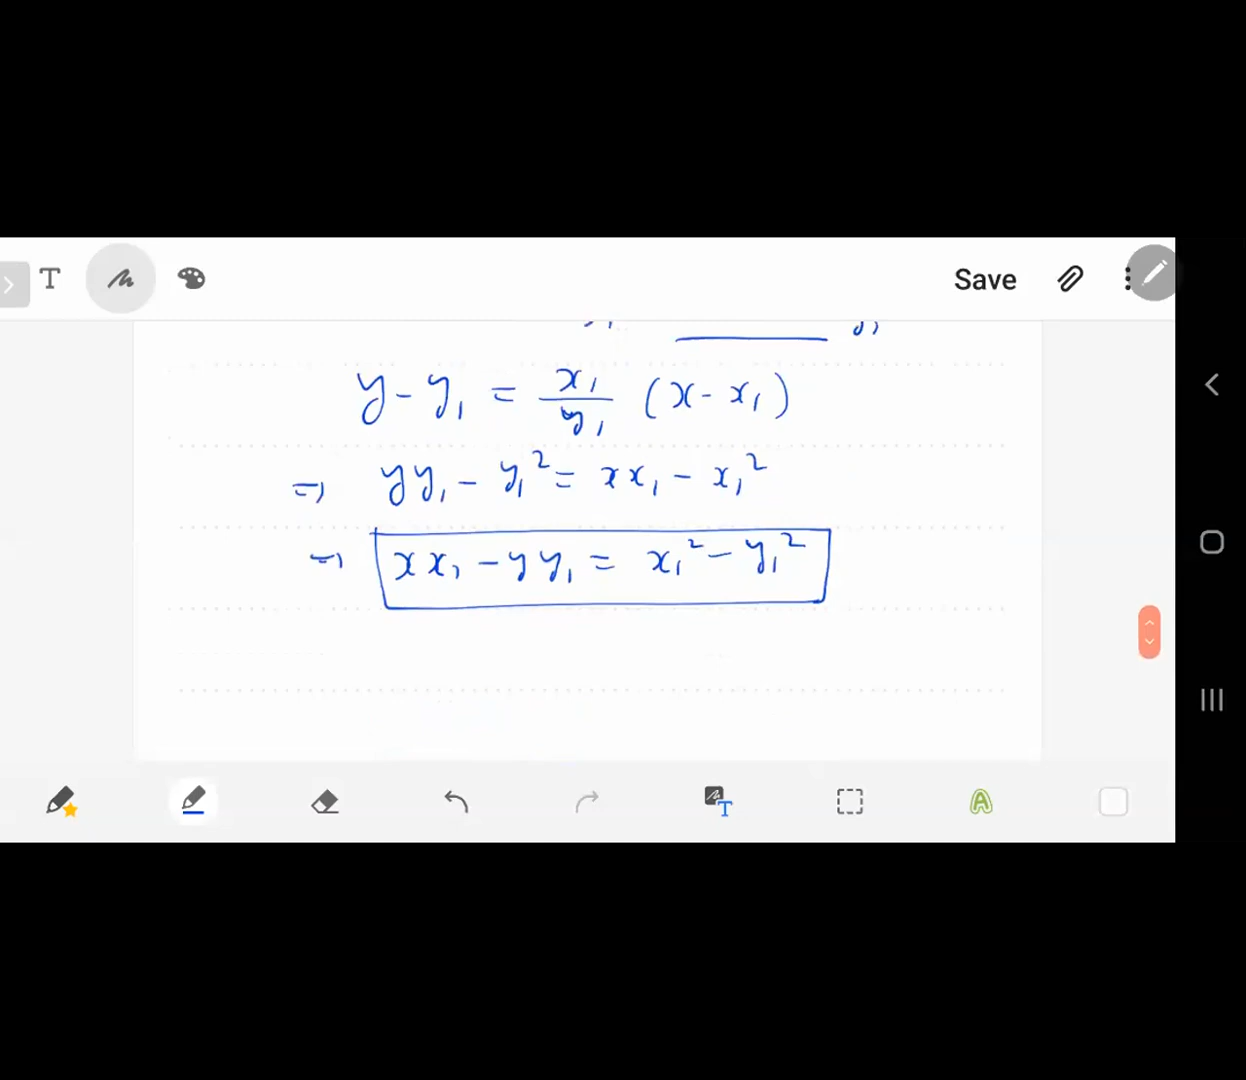 T Save
y - y₁ = x₁/y₁ (x - x₁)
⇒ yy₁ - y₁² = xx₁ - x₁²
⇒ xx₁ - yy₁ = x₁² - y₁²
T A